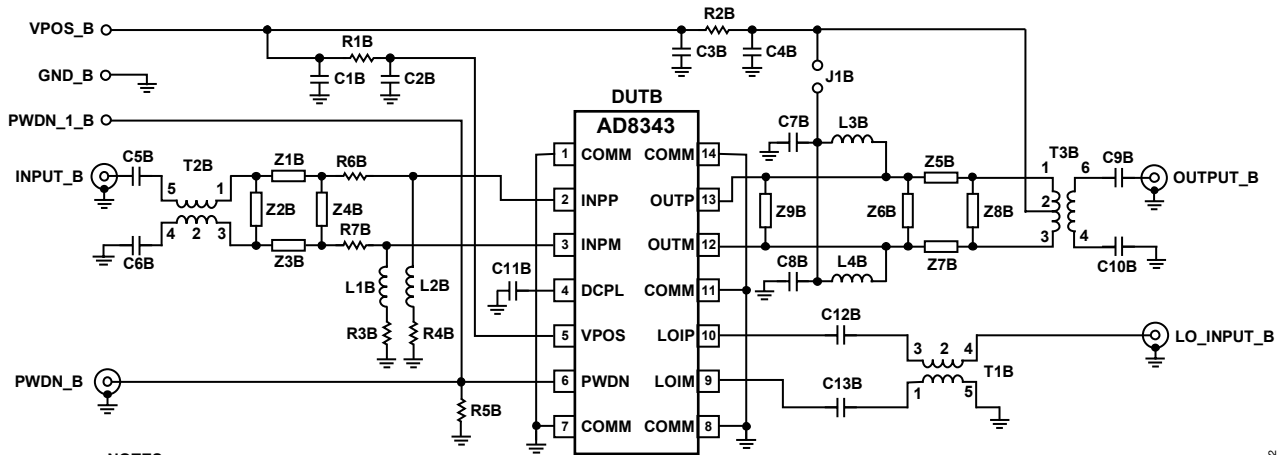 VPOS_B
R2B
R1B
C3B
C4B
C1B
C2B
GND_B
J1B
DUTB
PWDN_1_B
AD8343
C7B
L3B
C5B
T2B
Z1B
R6B
1 COMM
COMM 14
T3B
C9B
INPUT_B
5
1
Z5B
1
6
OUTPUT_B
Z2B
Z4B
2 INPP
OUTP 13
Z9B
Z6B
Z8B
2
4
2
3
R7B
3 INPM
OUTM 12
3
4
C6B
Z3B
Z7B
C10B
C8B
L4B
C11B
L1B
L2B
4 DCPL
COMM 11
C12B
R3B
R4B
5 VPOS
LOIP 10
3
2
4
LO_INPUT_B
PWDN_B
6 PWDN
LOIM 9
C13B
1
5
T1B
R5B
7 COMM
COMM 8